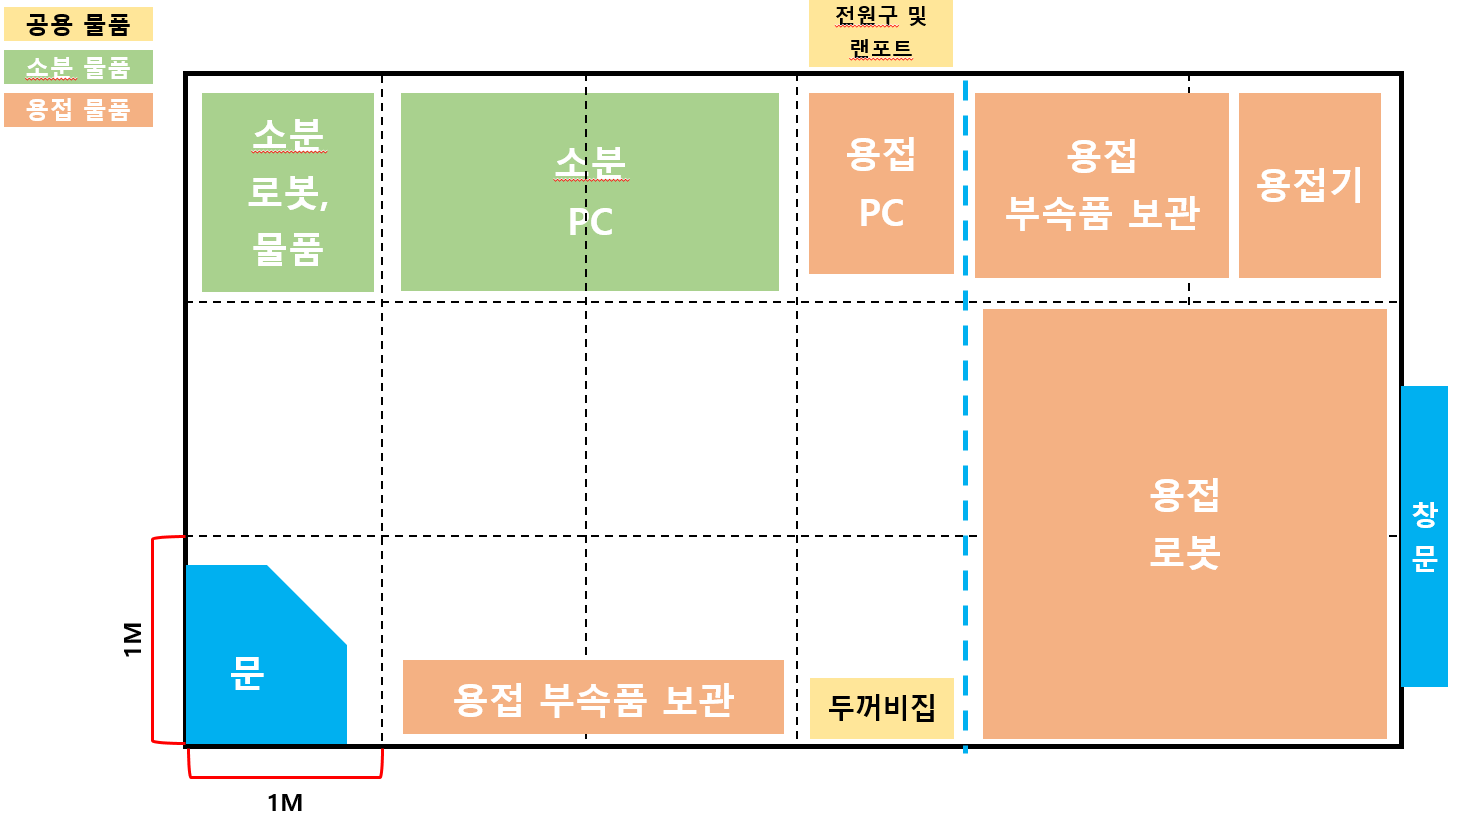 공용 물품
소분 물품
용접 물품
전원구 및
랜포트
소분
로봇,
물품
소분
PC
용접
PC
용접
부속품 보관
용접기
용접
로봇
창
문
1M
문
용접 부속품 보관
두꺼비집
1M